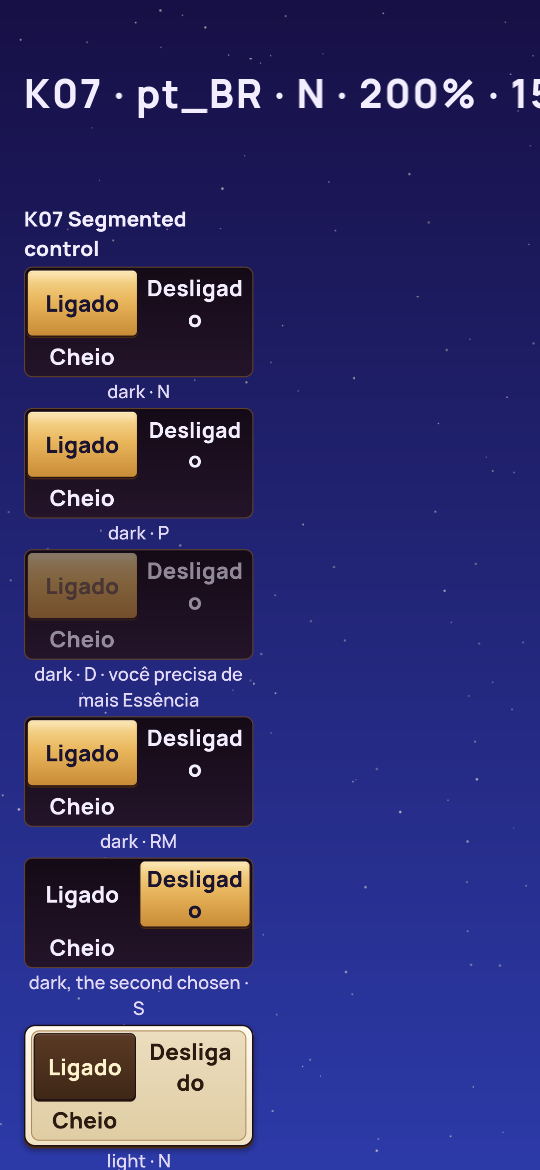 K07 · pt_BR · N · 200% · 15
K07 Segmented
control
Ligado
Desligad
o
Cheio
dark · N
Ligado
Desligad
o
Cheio
dark · P
Ligado
Desligad
o
Cheio
dark · D · você precisa de
mais Essência
Ligado
Desligad
o
Cheio
dark · RM
Ligado
Desligad
o
Cheio
dark, the second chosen ·
S
Ligado
Desliga
do
Cheio
light · N